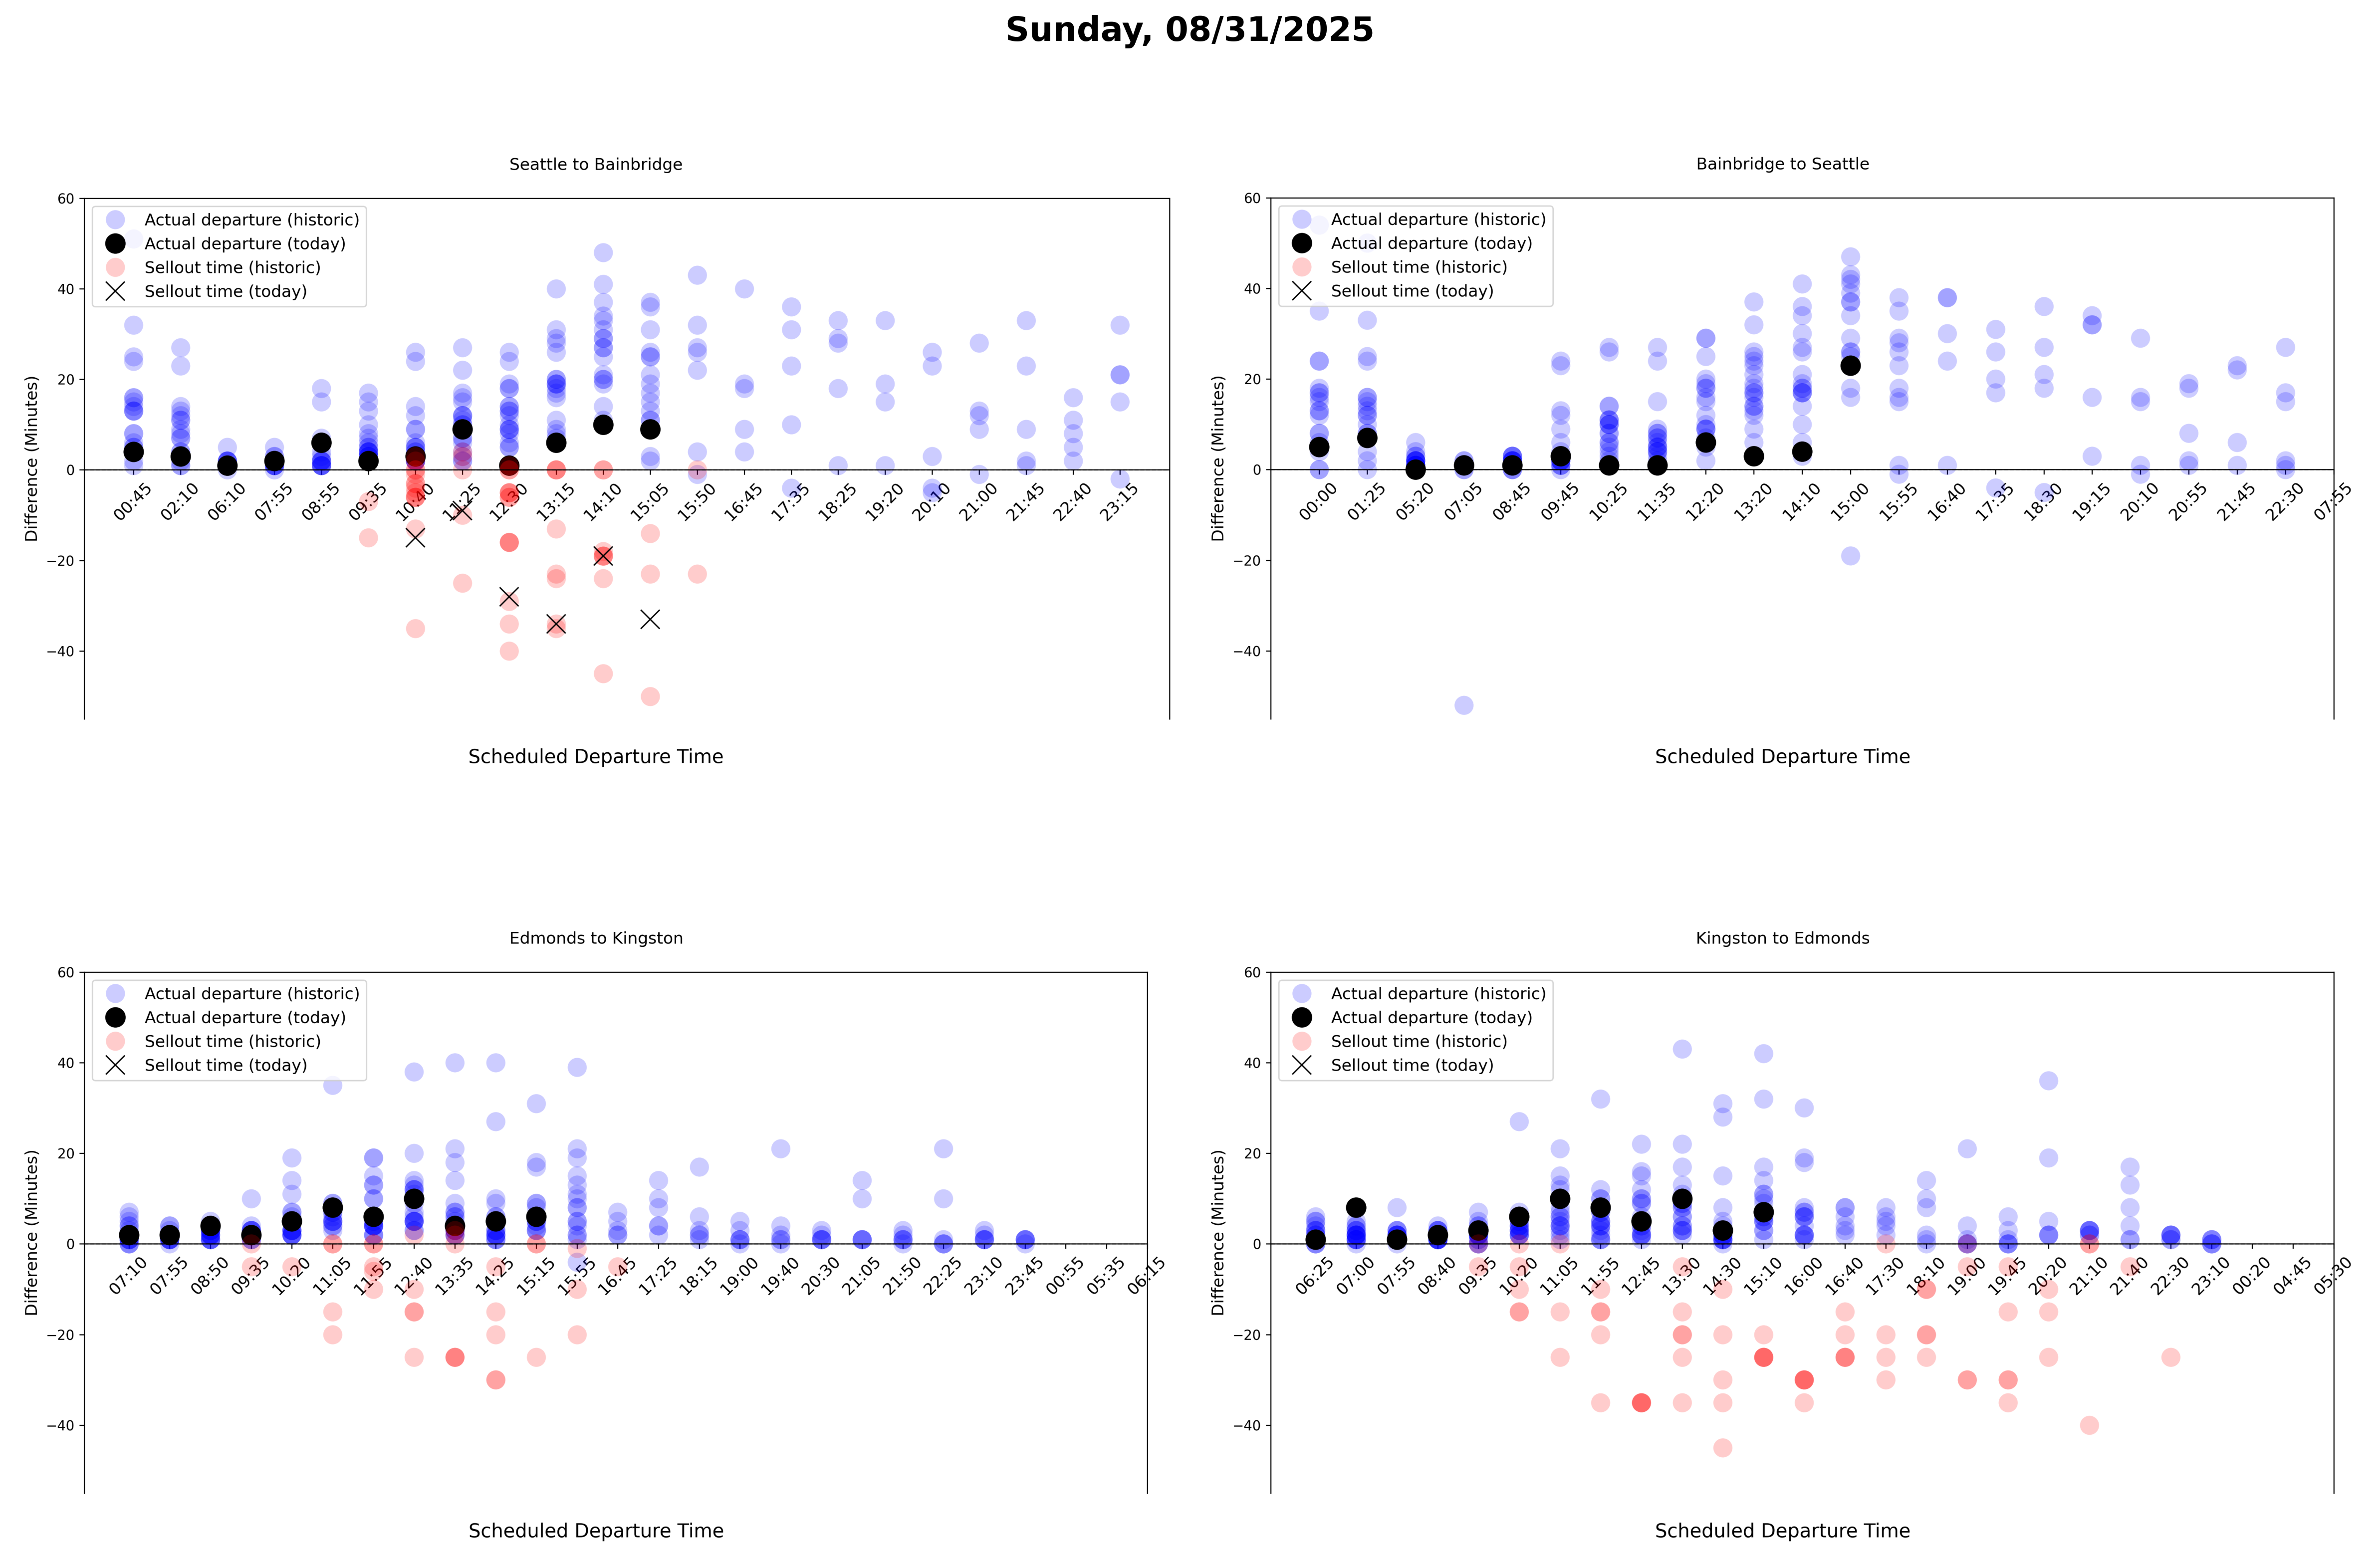 Sunday, 08/31/2025
Seattle to Bainbridge
60
40
20
0
−20
−40
Difference (Minutes)
Actual departure (historic)
Actual departure (today)
Sellout time (historic)
Sellout time (today)
00:45 02:10 06:10 07:55 08:55 09:35 10:40 11:25 12:30 13:15 14:10 15:05 15:50 16:45 17:35 18:25 19:20 20:10 21:00 21:45 22:40 23:15
Scheduled Departure Time
Bainbridge to Seattle
60
40
20
0
−20
−40
Difference (Minutes)
Actual departure (historic)
Actual departure (today)
Sellout time (historic)
Sellout time (today)
00:00 01:25 05:20 07:05 08:45 09:45 10:25 11:35 12:20 13:20 14:10 15:00 15:55 16:40 17:35 18:30 19:15 20:10 20:55 21:45 22:30 07:55
Scheduled Departure Time
Edmonds to Kingston
60
40
20
0
−20
−40
Difference (Minutes)
Actual departure (historic)
Actual departure (today)
Sellout time (historic)
Sellout time (today)
07:10 07:55 08:50 09:35 10:20 11:05 11:55 12:40 13:35 14:25 15:15 15:55 16:45 17:25 18:15 19:00 19:40 20:30 21:05 21:50 22:25 23:10 23:45 00:55 05:35 06:15
Scheduled Departure Time
Kingston to Edmonds
60
40
20
0
−20
−40
Difference (Minutes)
Actual departure (historic)
Actual departure (today)
Sellout time (historic)
Sellout time (today)
06:25 07:00 07:55 08:40 09:35 10:20 11:05 11:55 12:45 13:30 14:30 15:10 16:00 16:40 17:30 18:10 19:00 19:45 20:20 21:10 21:40 22:30 23:10 00:20 04:45 05:30
Scheduled Departure Time